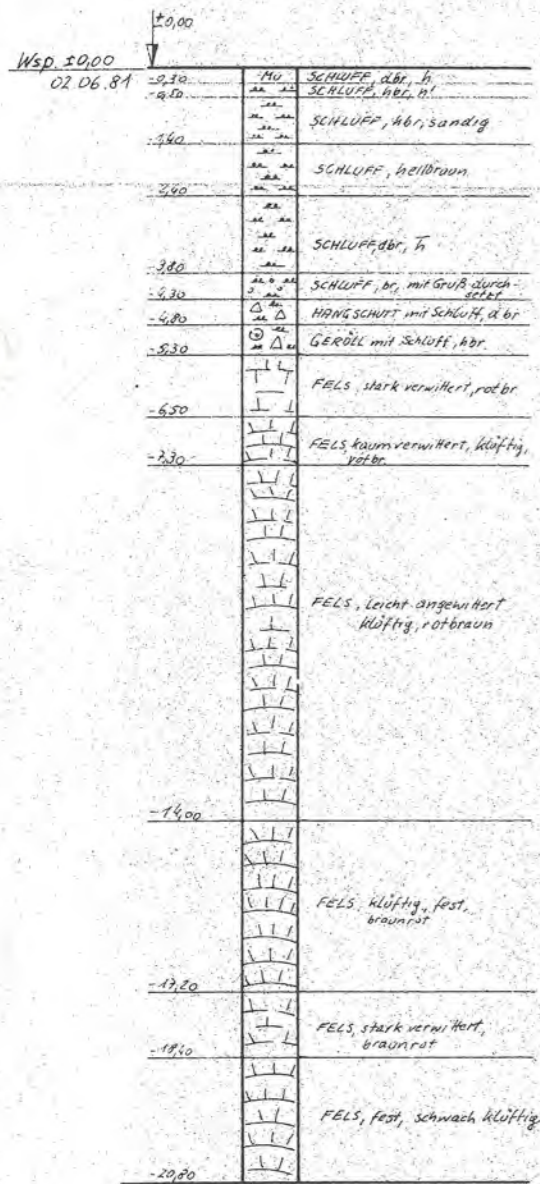 ±0,00
Wsp. ±0,00
02.06.81
-0,30 Mu SCHLUFF, dbr, h
-0,50 SCHLUFF, hbr, h'
SCHLUFF, hbr, sandig
-1,40
SCHLUFF, hellbraun
-2,40
SCHLUFF, dbr, h̄
-3,80
SCHLUFF, br, mit Gruß durch-
setzt
-4,30
HANGSCHUTT mit Schluff, d br
-4,80
GERÖLL mit Schluff, hbr.
-5,30
FELS, stark verwittert, rotbr
-6,50
FELS, kaum verwittert, klüftig,
rotbr.
-7,30
FELS, leicht angewittert
klüftig, rotbraun
-14,00
FELS, klüftig, fest,
braunrot
-17,20
FELS, stark verwittert,
braunrot
-18,40
FELS, fest, schwach klüftig
-20,80